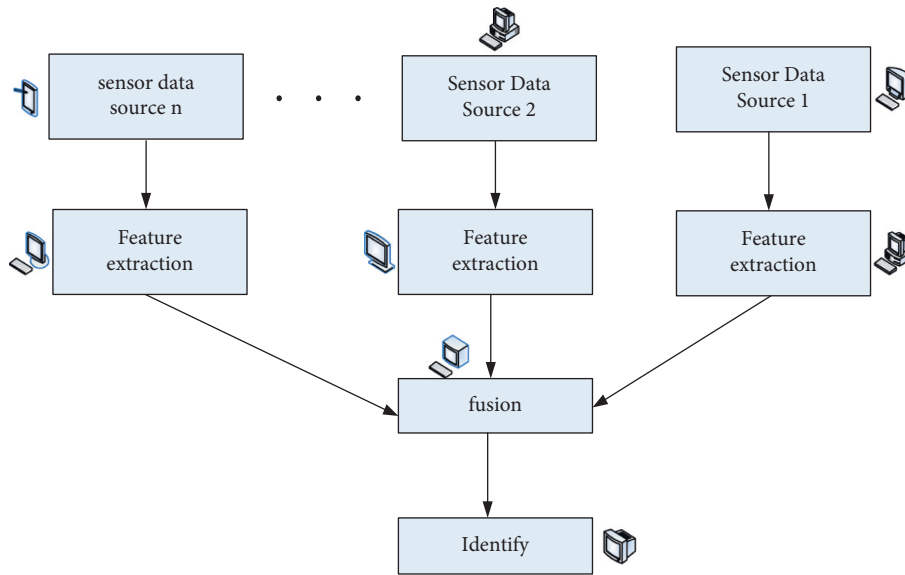 sensor data
source n
. . .
Sensor Data
Source 2
Sensor Data
Source 1
Feature
extraction
Feature
extraction
Feature
extraction
fusion
Identify